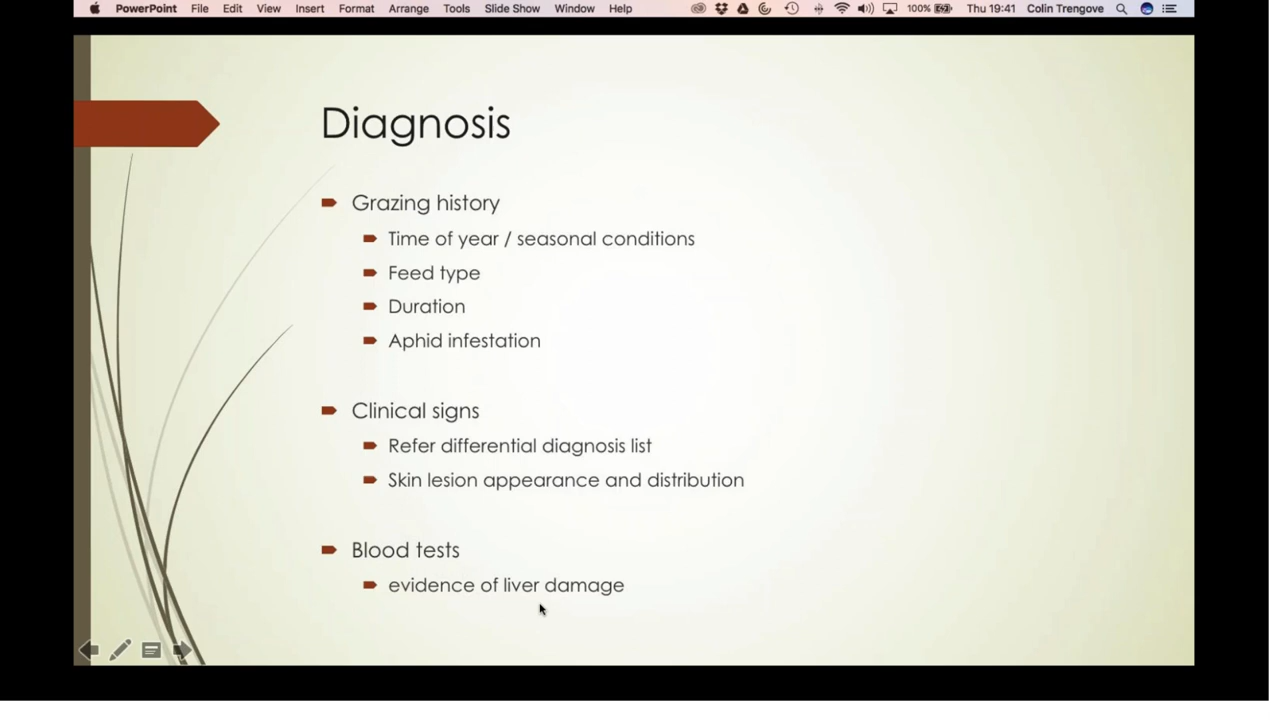 PowerPoint File Edit View Insert Format Arrange Tools Slide Show Window Help 100% Thu 19:41 Colin Trengove
Diagnosis
Grazing history
Time of year / seasonal conditions
Feed type
Duration
Aphid infestation
Clinical signs
Refer differential diagnosis list
Skin lesion appearance and distribution
Blood tests
evidence of liver damage